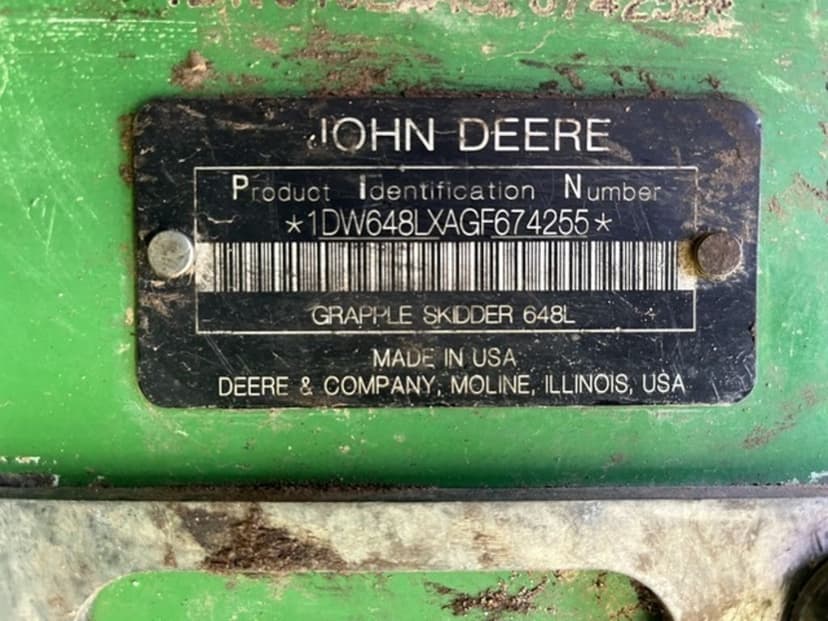 JOHN DEERE
Product Identification Number
*1DW648LXAGF674255*
GRAPPLE SKIDDER 648L
MADE IN USA
DEERE & COMPANY, MOLINE, ILLINOIS, USA